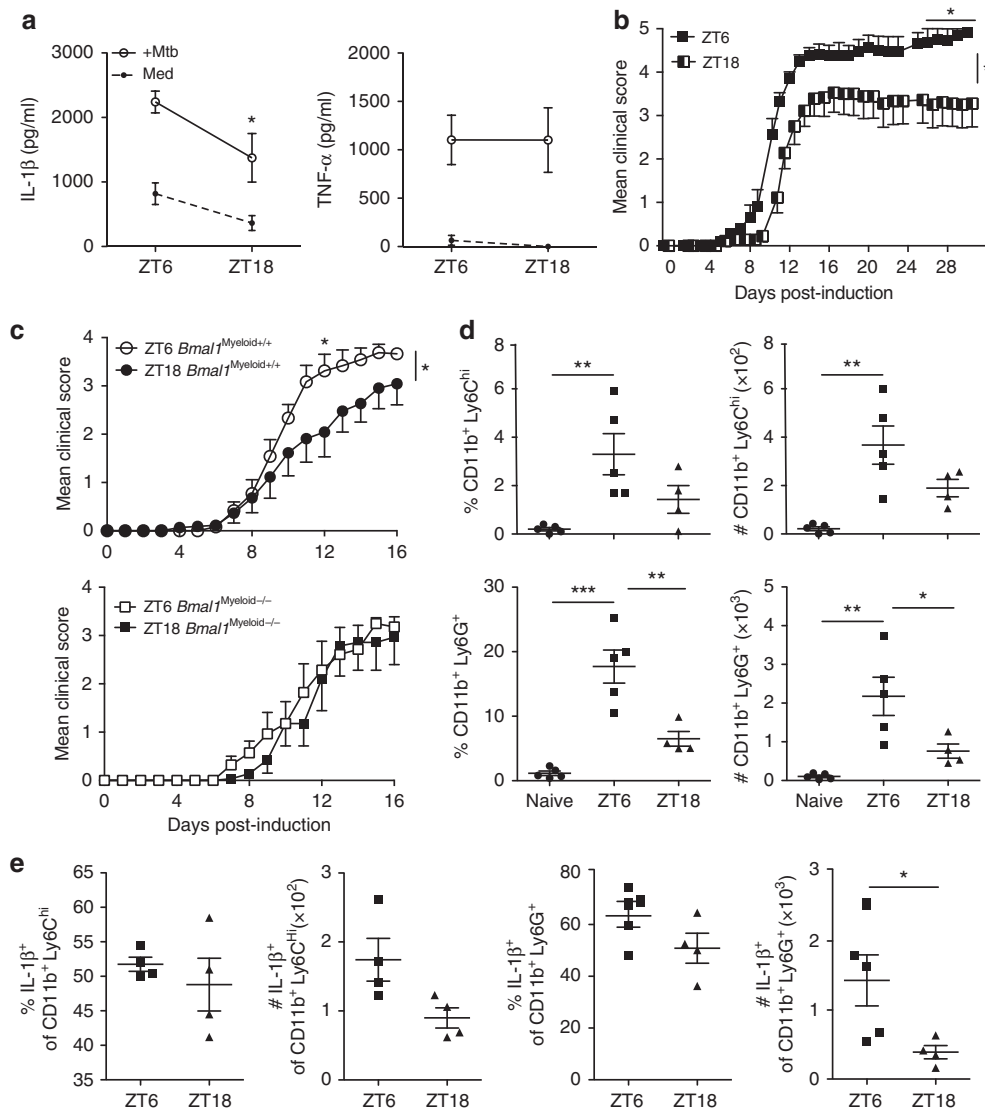 a
3000
2000
1000
0
IL-1β (pg/ml)
+Mtb
Med
*
ZT6
ZT18
2000
1500
1000
500
0
TNF-α (pg/ml)
ZT6
ZT18
b
5
4
3
2
1
0
Mean clinical score
ZT6
ZT18
*
0 4 8 12 16 20 24 28
Days post-induction
c
4
3
2
1
0
Mean clinical score
ZT6 Bmal1Myeloid+/+
ZT18 Bmal1Myeloid+/+
*
*
0 4 8 12 16
4
3
2
1
0
Mean clinical score
ZT6 Bmal1Myeloid−/−
ZT18 Bmal1Myeloid−/−
0 4 8 12 16
Days post-induction
d
8
6
4
2
0
% CD11b+ Ly6Chi
**
8
6
4
2
0
# CD11b+ Ly6Chi (×102)
**
30
20
10
0
% CD11b+ Ly6G+
***
**
Naive ZT6 ZT18
5
4
3
2
1
0
# CD11b+ Ly6G+ (×103)
**
*
Naive ZT6 ZT18
e
65
60
55
50
45
40
35
% IL-1β+
of CD11b+ Ly6Chi
ZT6 ZT18
3
2
1
0
# IL-1β+
of CD11b+ Ly6CHi(×102)
ZT6 ZT18
80
60
40
20
0
% IL-1β+
of CD11b+ Ly6G+
ZT6 ZT18
3
2
1
0
# IL-1β+
of CD11b+ Ly6G+ (×103)
*
ZT6 ZT18